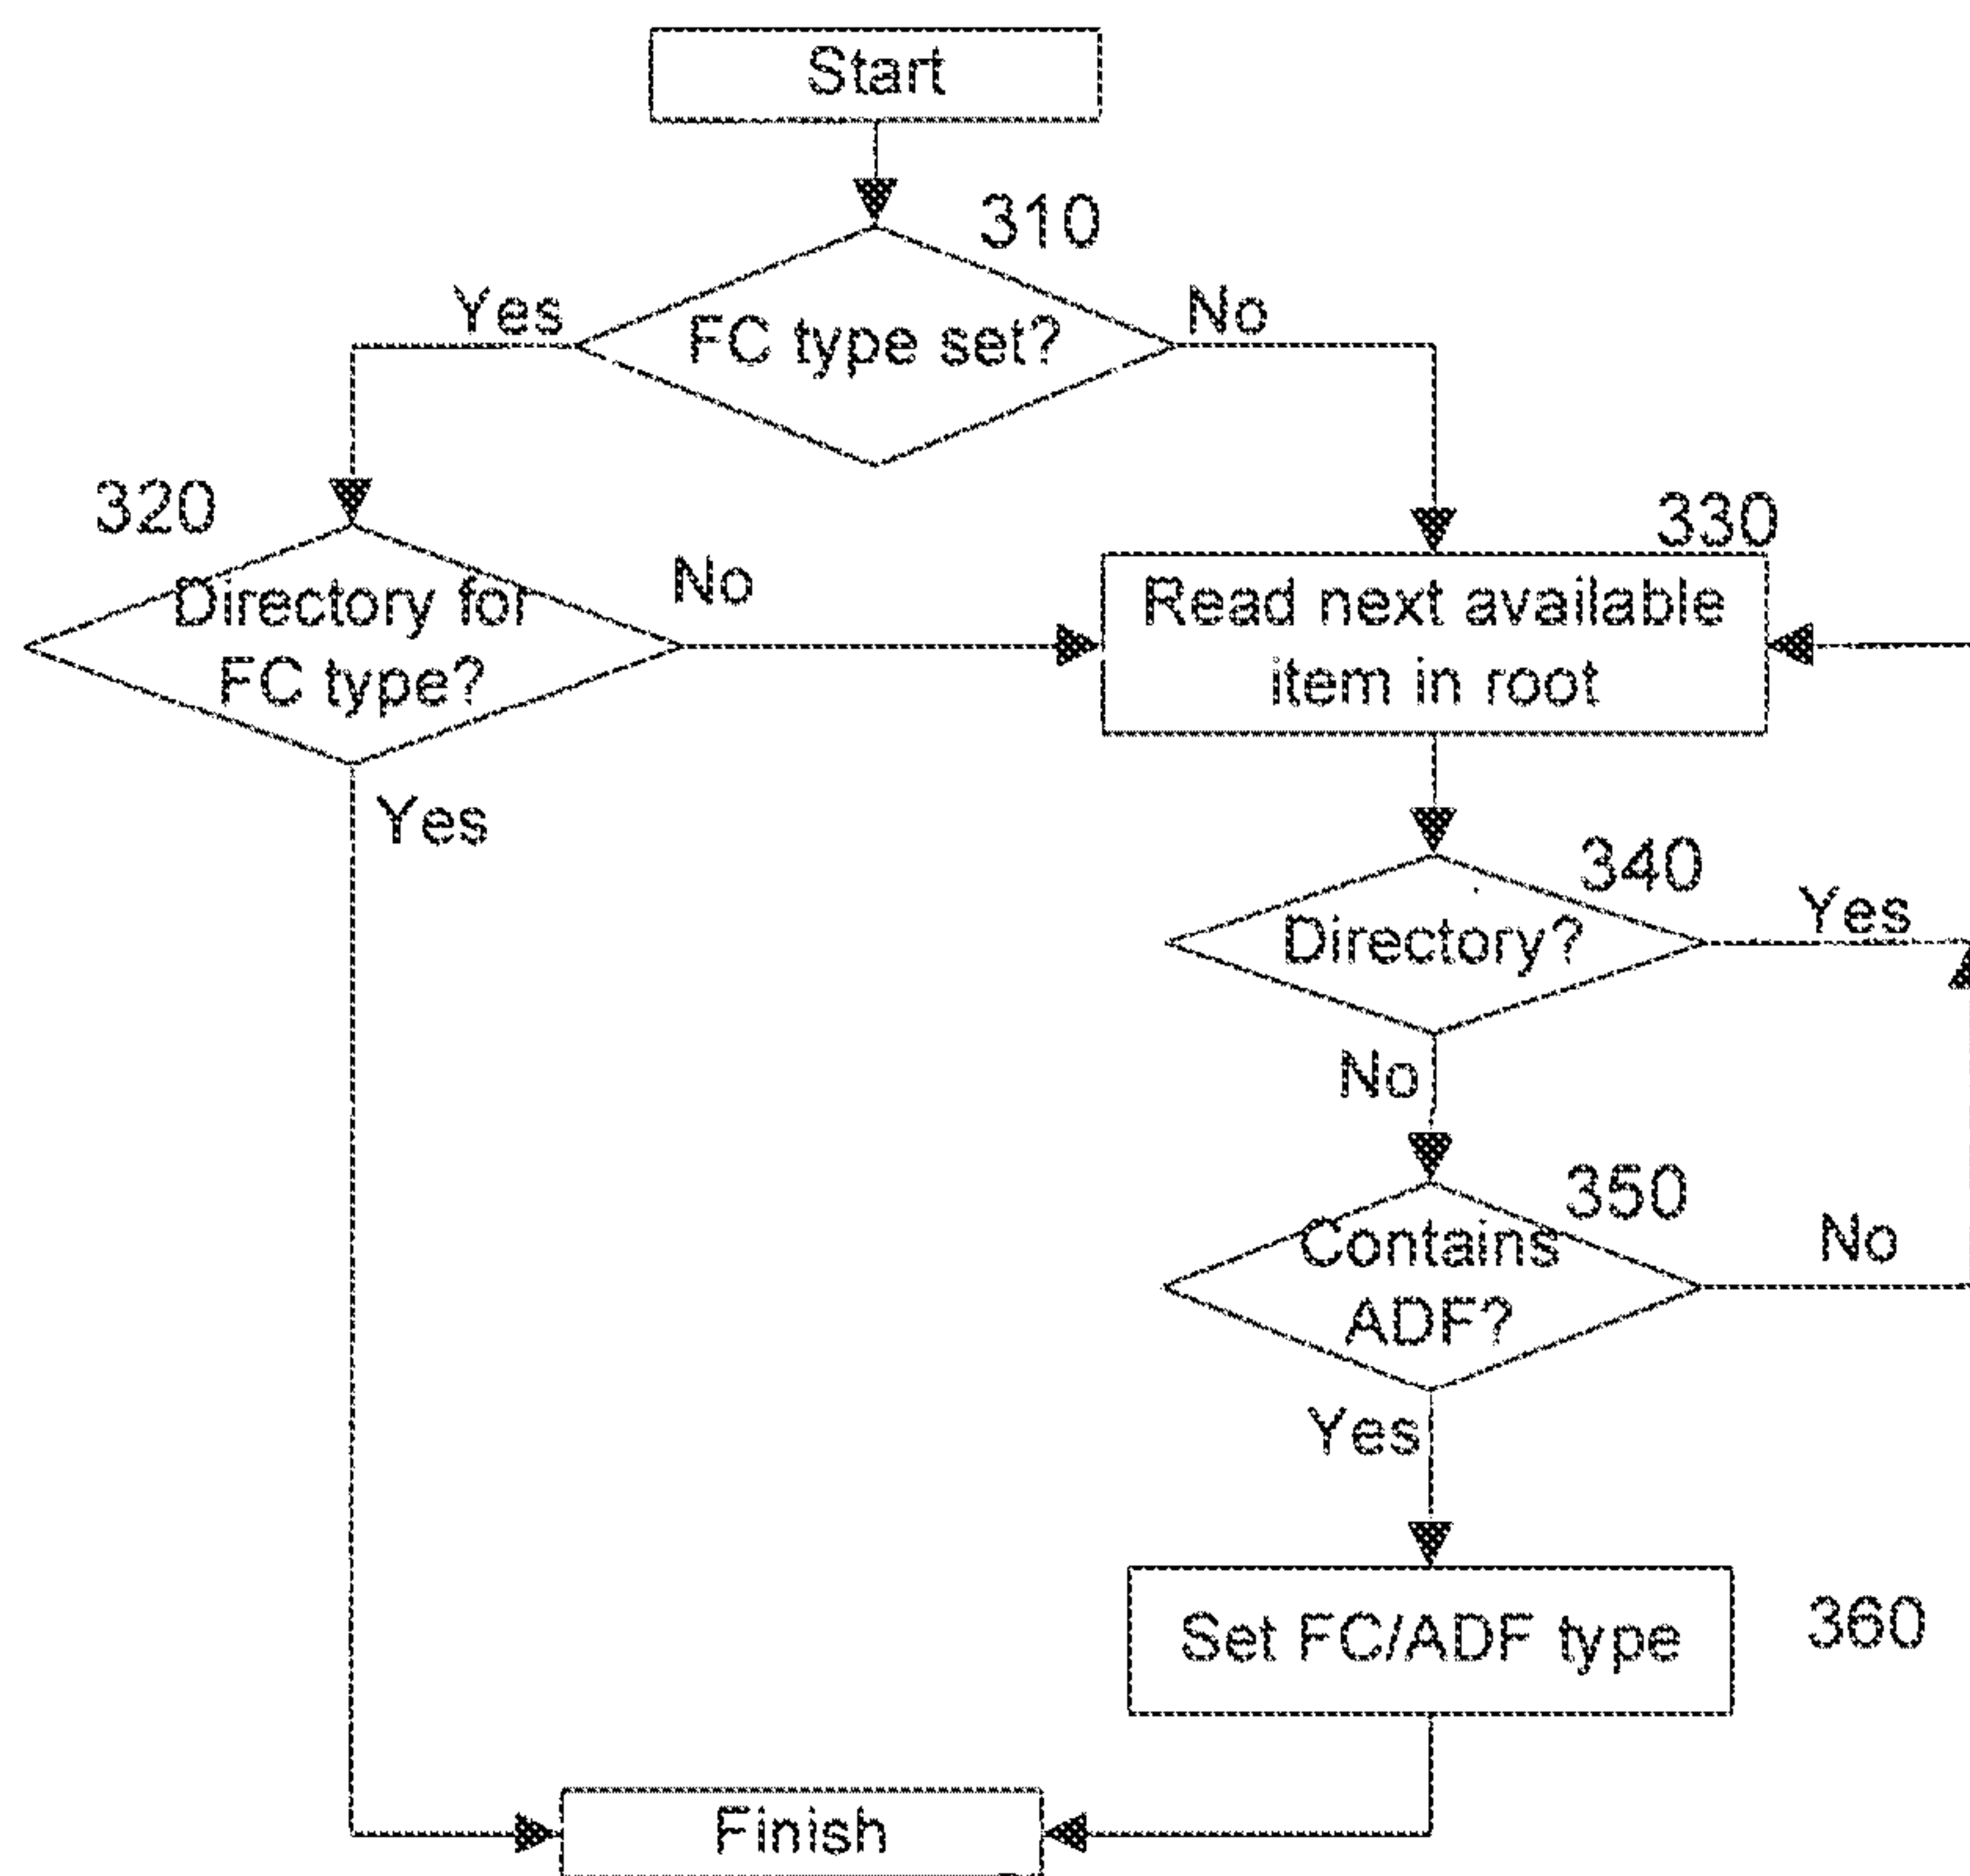 Start
310
Yes
FC type set?
No
320
Directory for
FC type?
No
Yes
330
Read next available
item in root
340
Directory?
Yes
No
350
Contains
ADF?
No
Yes
Set FC/ADF type
360
Finish